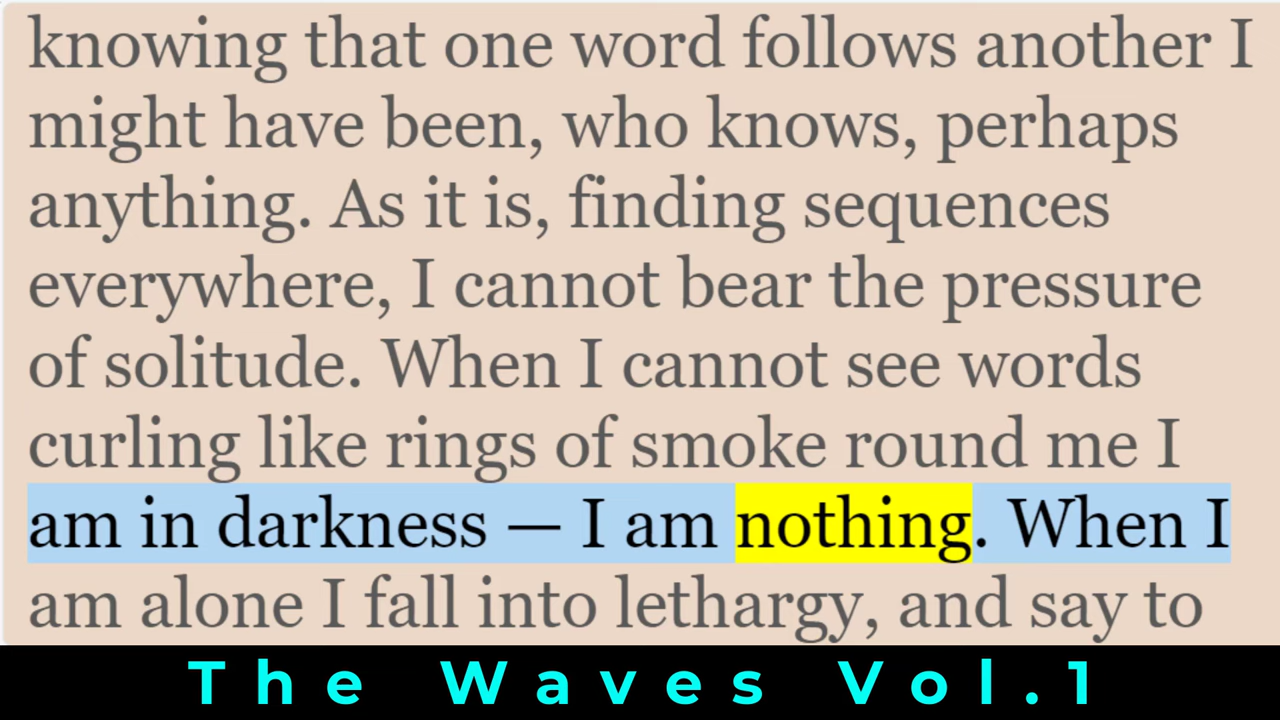 knowing that one word follows another I
might have been, who knows, perhaps
anything. As it is, finding sequences
everywhere, I cannot bear the pressure
of solitude. When I cannot see words
curling like rings of smoke round me I
am in darkness — I am nothing. When I
am alone I fall into lethargy, and say to
The Waves Vol.1